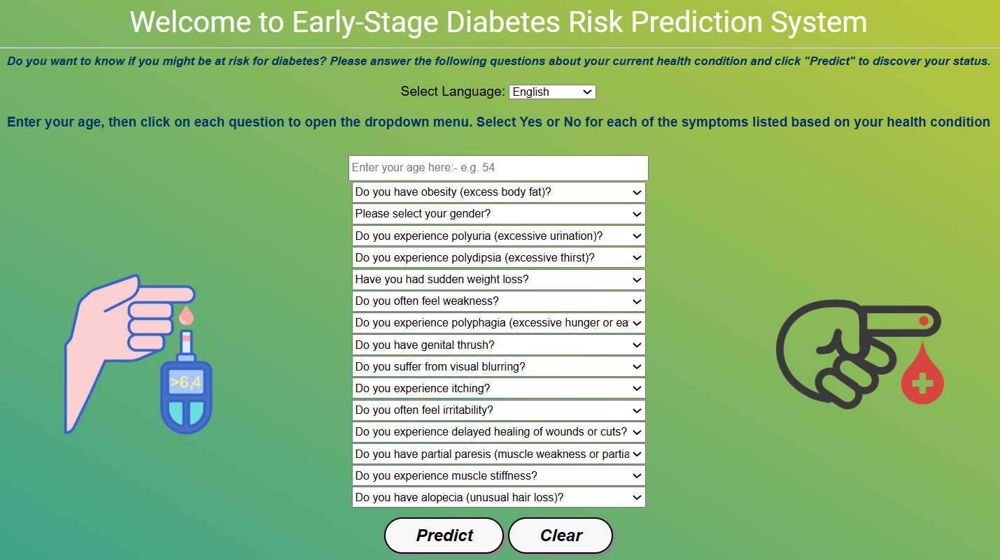 Welcome to Early-Stage Diabetes Risk Prediction System
Do you want to know if you might be at risk for diabetes? Please answer the following questions about your current health condition and click "Predict" to discover your status.
Select Language: English
Enter your age, then click on each question to open the dropdown menu. Select Yes or No for each of the symptoms listed based on your health condition
Enter your age here:- e.g. 54
Do you have obesity (excess body fat)?
Please select your gender?
Do you experience polyuria (excessive urination)?
Do you experience polydipsia (excessive thirst)?
Have you had sudden weight loss?
Do you often feel weakness?
Do you experience polyphagia (excessive hunger or ea
Do you have genital thrush?
Do you suffer from visual blurring?
Do you experience itching?
Do you often feel irritability?
Do you experience delayed healing of wounds or cuts?
Do you have partial paresis (muscle weakness or partia
Do you experience muscle stiffness?
Do you have alopecia (unusual hair loss)?
>6,4
Predict Clear